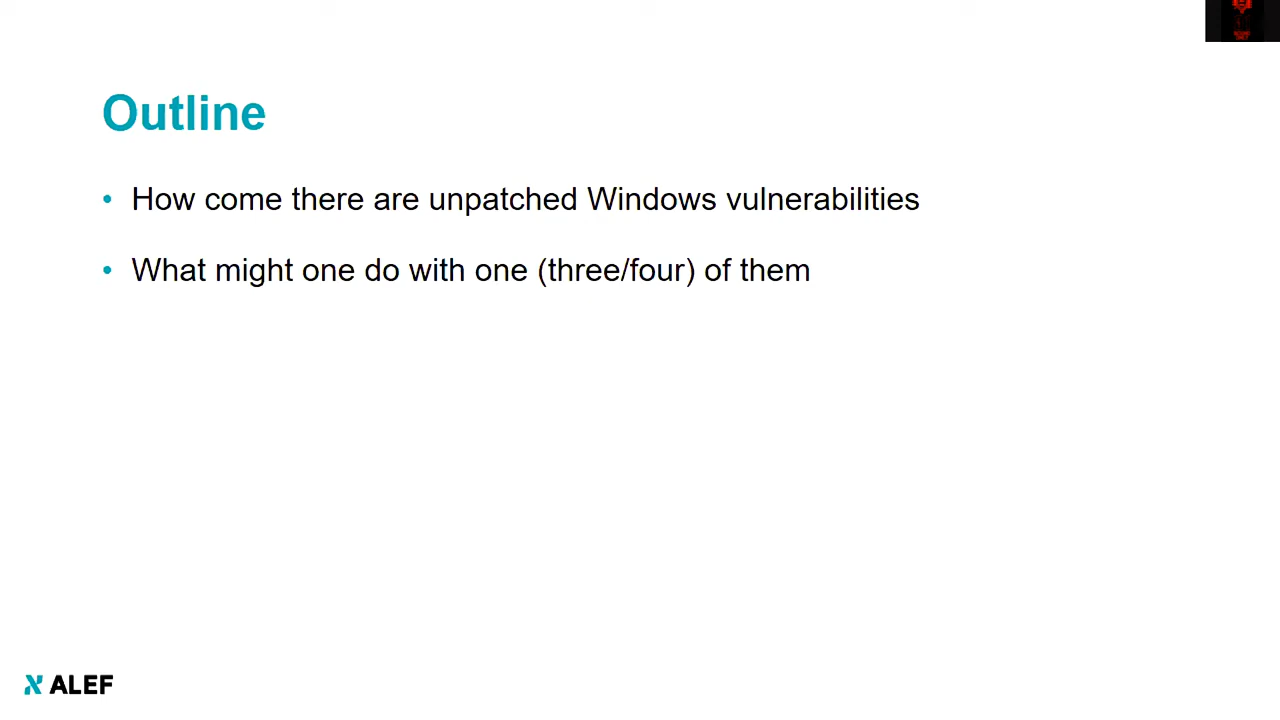 Outline
• How come there are unpatched Windows vulnerabilities
• What might one do with one (three/four) of them
ALEF